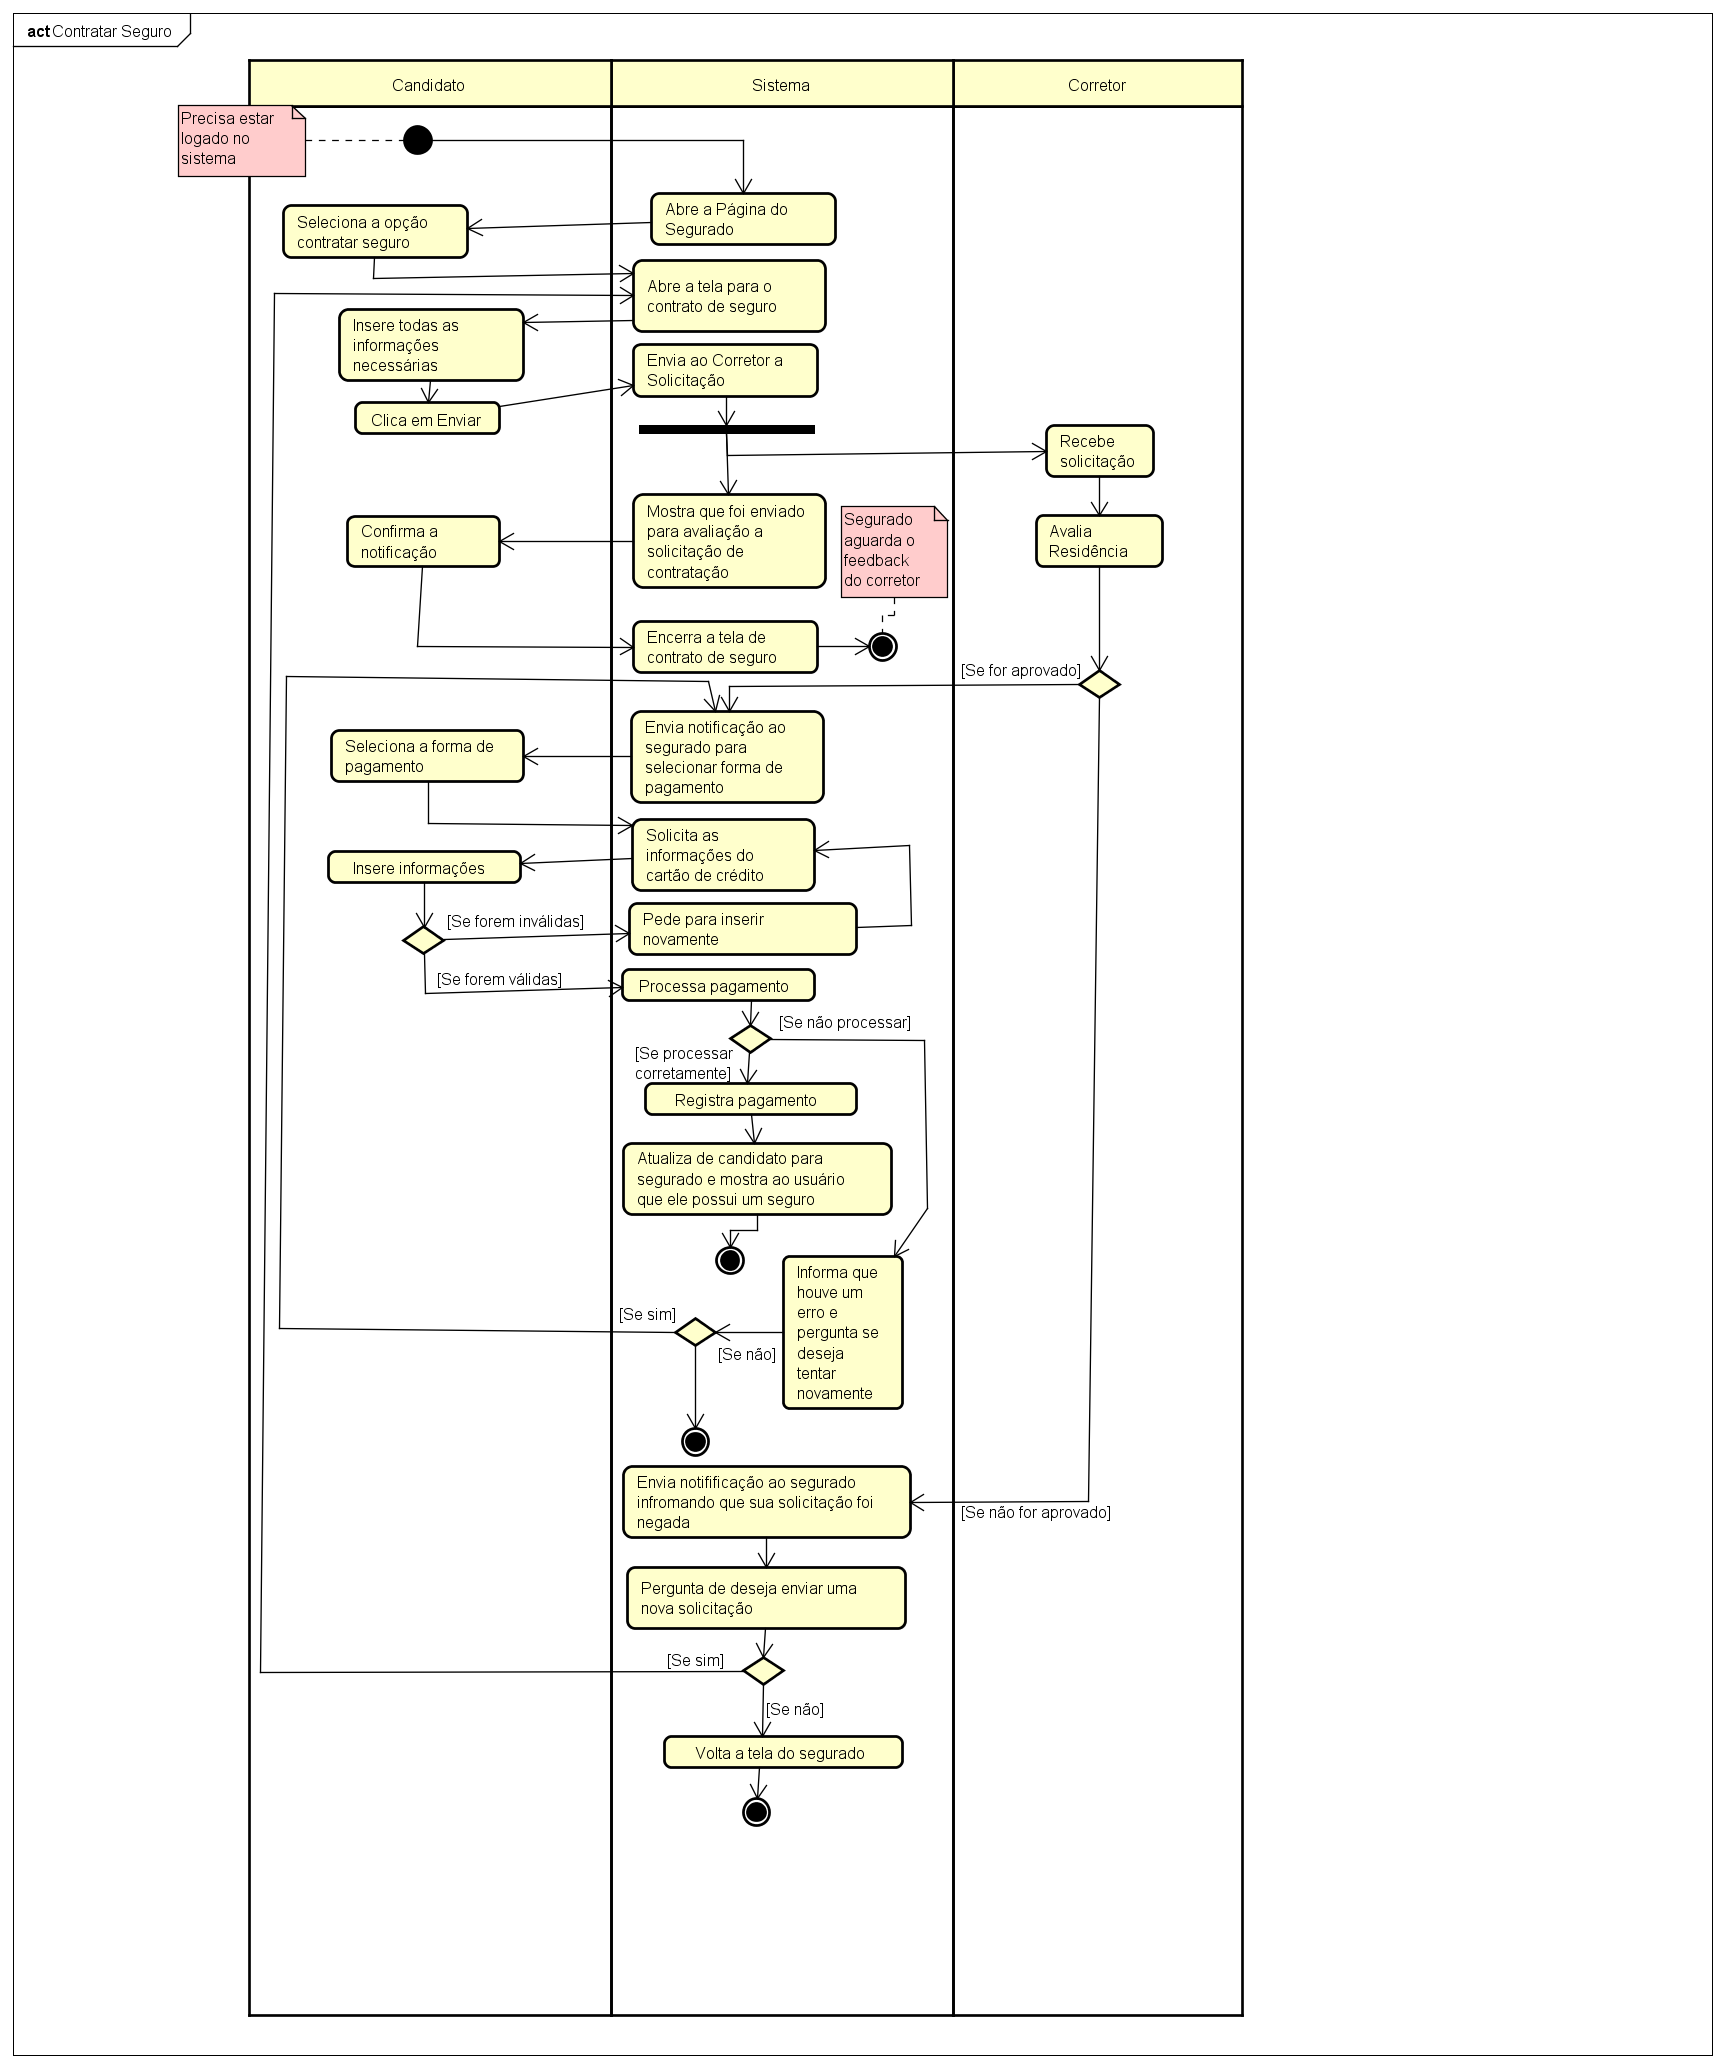 act Contratar Seguro
Candidato
Sistema
Corretor
Precisa estar
logado no
sistema
Abre a Página do
Segurado
Seleciona a opção
contratar seguro
Abre a tela para o
contrato de seguro
Insere todas as
informações
necessárias
Envia ao Corretor a
Solicitação
Clica em Enviar
Recebe
solicitação
Mostra que foi enviado
para avaliação a
solicitação de
contratação
Segurado
aguarda o
feedback
do corretor
Confirma a
notificação
Avalia
Residência
Encerra a tela de
contrato de seguro
[Se for aprovado]
Envia notificação ao
segurado para
selecionar forma de
pagamento
Seleciona a forma de
pagamento
Solicita as
informações do
cartão de crédito
Insere informações
[Se forem inválidas]
Pede para inserir
novamente
[Se forem válidas]
Processa pagamento
[Se não processar]
[Se processar
corretamente]
Registra pagamento
Atualiza de candidato para
segurado e mostra ao usuário
que ele possui um seguro
Informa que
houve um
erro e
pergunta se
deseja
tentar
novamente
[Se sim]
[Se não]
Envia notifificação ao segurado
infromando que sua solicitação foi
negada
[Se não for aprovado]
Pergunta de deseja enviar uma
nova solicitação
[Se sim]
[Se não]
Volta a tela do segurado